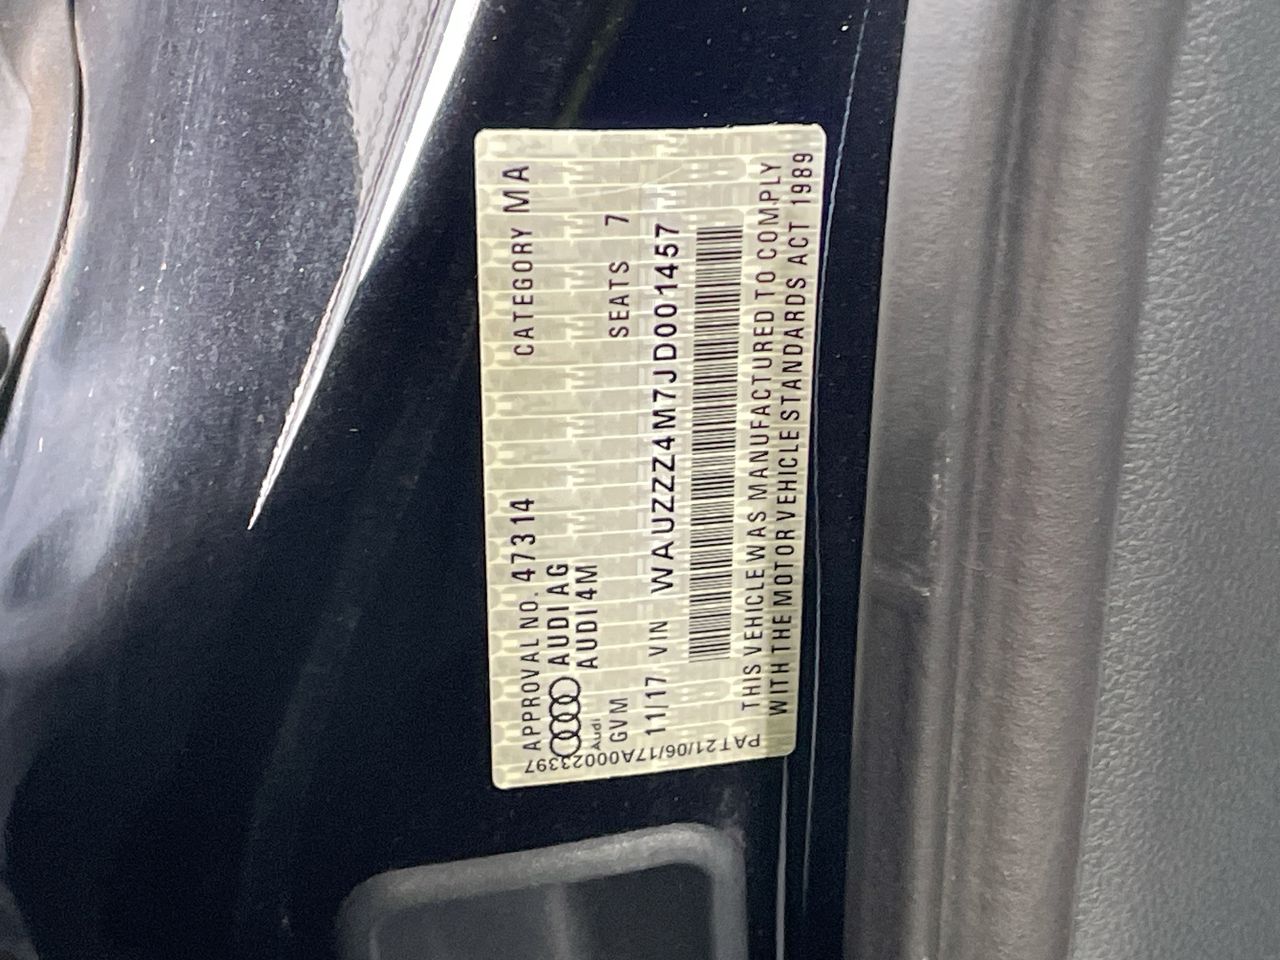 APPROVAL NO. 47314 CATEGORY MA
AUDI AG
AUDI 4M
Audi
GVM SEATS 7
11/17 VIN WAUZZZ4M7JD001457
THIS VEHICLE WAS MANUFACTURED TO COMPLY
WITH THE MOTOR VEHICLE STANDARDS ACT 1989
PAT21/06/17A00023397